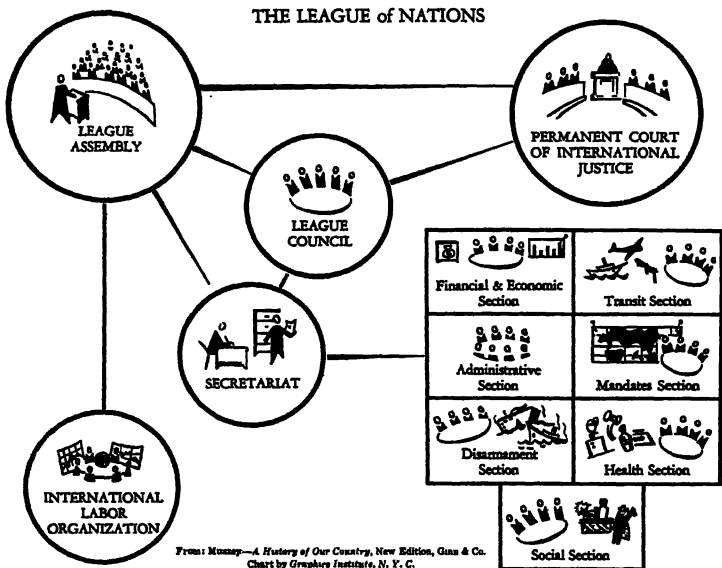 THE LEAGUE of NATIONS
LEAGUE
ASSEMBLY
PERMANENT COURT
OF INTERNATIONAL
JUSTICE
LEAGUE
COUNCIL
Financial & Economic
Section
Transit Section
SECRETARIAT
Administrative
Section
Mandates Section
Disarmament
Section
Health Section
INTERNATIONAL
LABOR
ORGANIZATION
Social Section
From: Muzzey—A History of Our Country, New Edition, Ginn & Co.
Chart by Graphics Institute, N. Y. C.